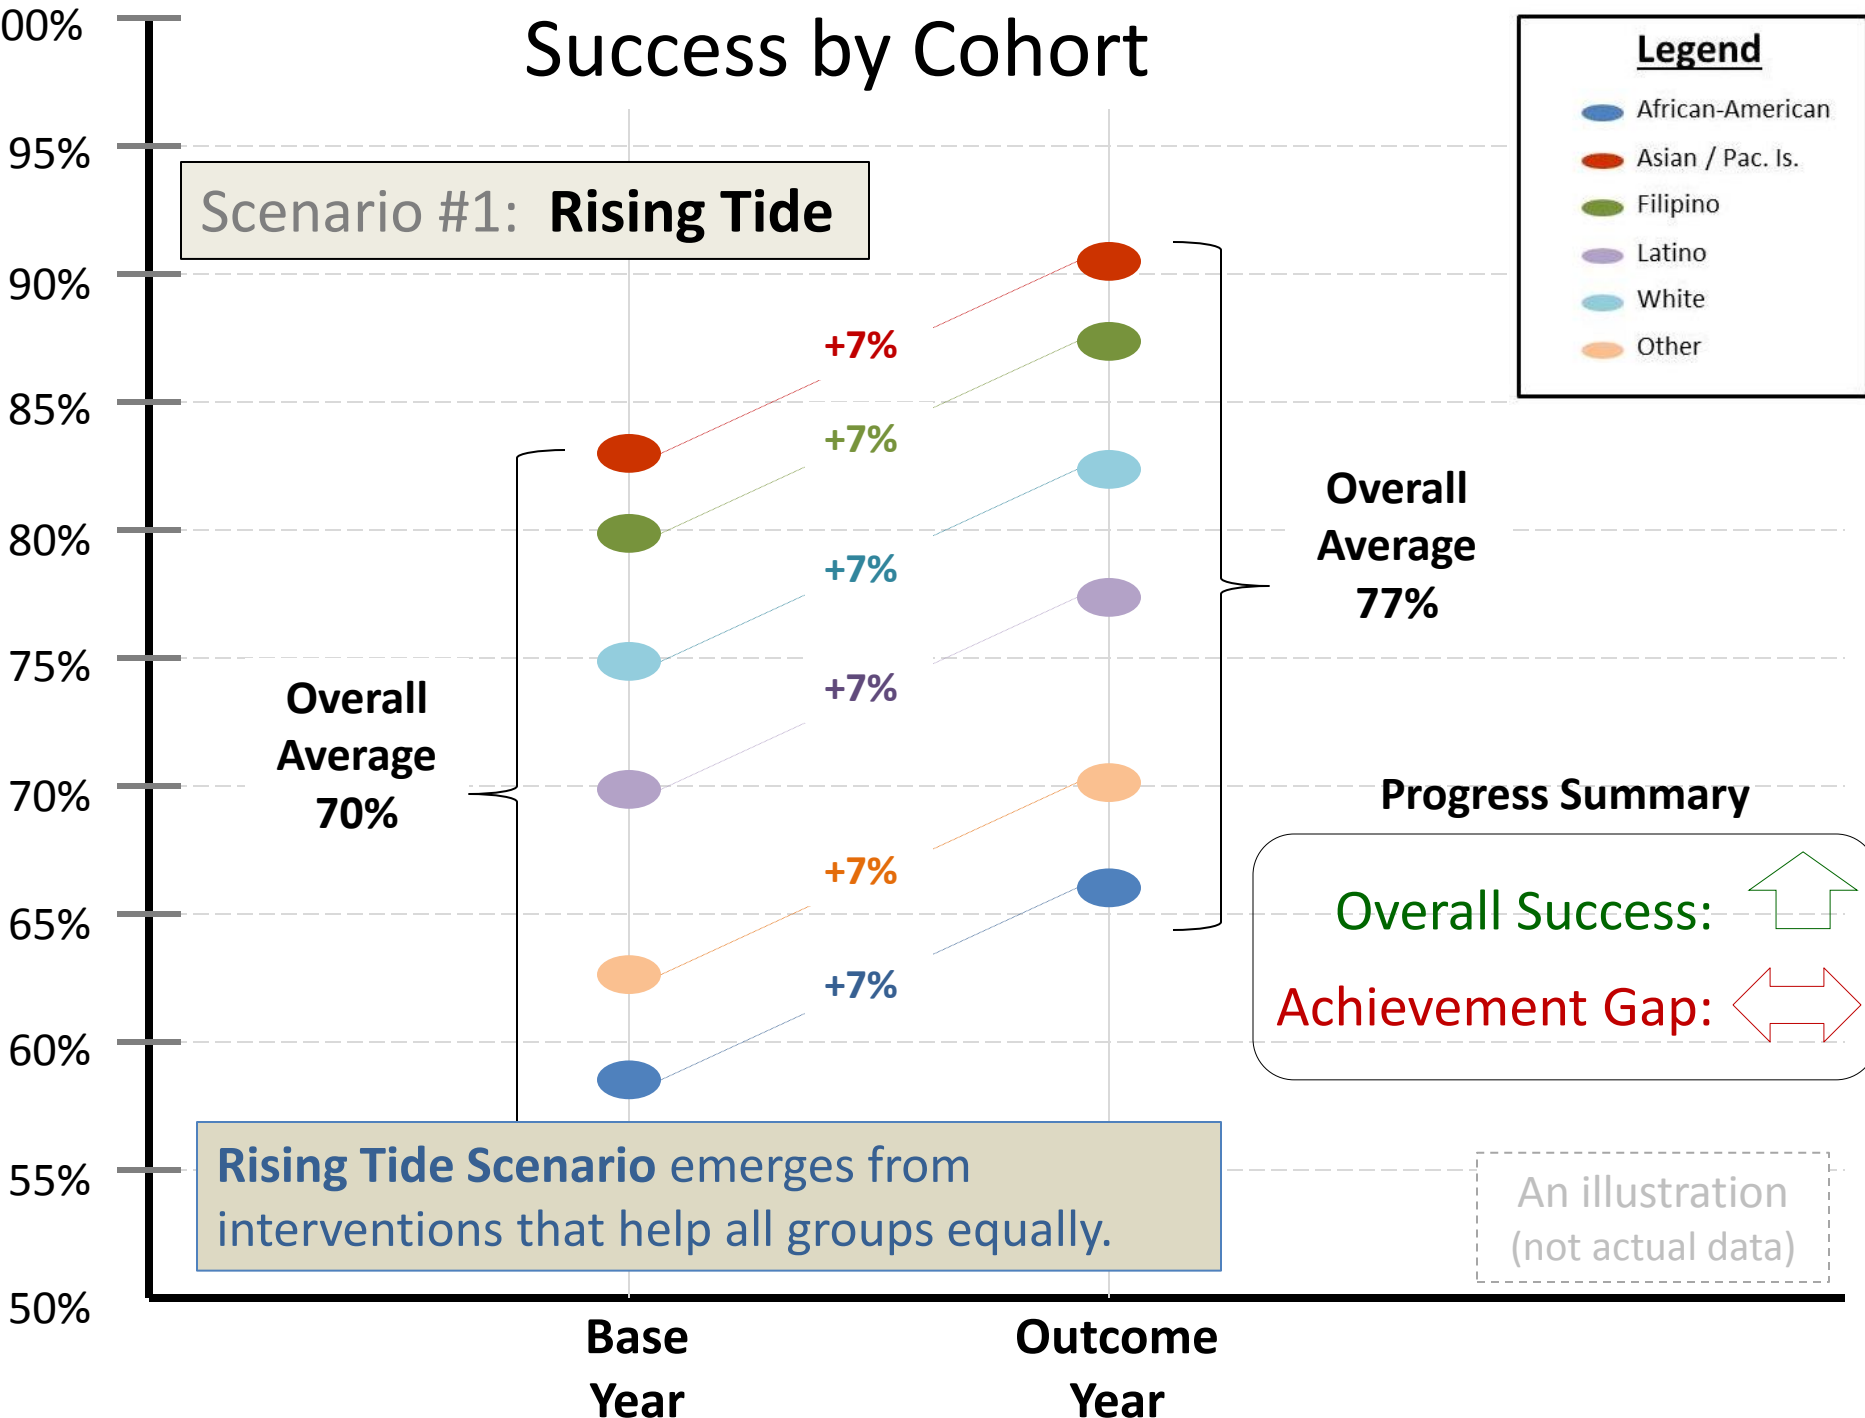 Success by Cohort
Legend
African-American
Asian / Pac. Is.
Filipino
Latino
White
Other
00%
95%
90%
85%
80%
75%
70%
65%
60%
55%
50%
Scenario #1: Rising Tide
+7%
+7%
+7%
+7%
+7%
+7%
Overall
Average
70%
Overall
Average
77%
Progress Summary
Overall Success:
Achievement Gap:
Rising Tide Scenario emerges from
interventions that help all groups equally.
An illustration
(not actual data)
Base
Year
Outcome
Year